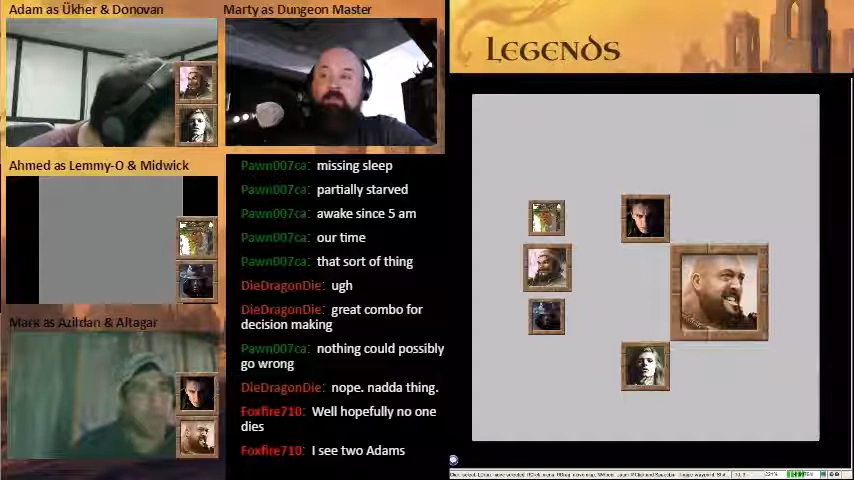 Adam as Ükher & Donovan
Marty as Dungeon Master
LEGENDS
Ahmed as Lemmy-O & Midwick
Pawn007ca: missing sleep
Pawn007ca: partially starved
Pawn007ca: awake since 5 am
Pawn007ca: our time
Pawn007ca: that sort of thing
DieDragonDie: ugh
DieDragonDie: great combo for
decision making
Mark as Azildan & Altagar
Pawn007ca: nothing could possibly
go wrong
DieDragonDie: nope. nadda thing.
Foxfire710: Well hopefully no one
dies
Foxfire710: I see two Adams